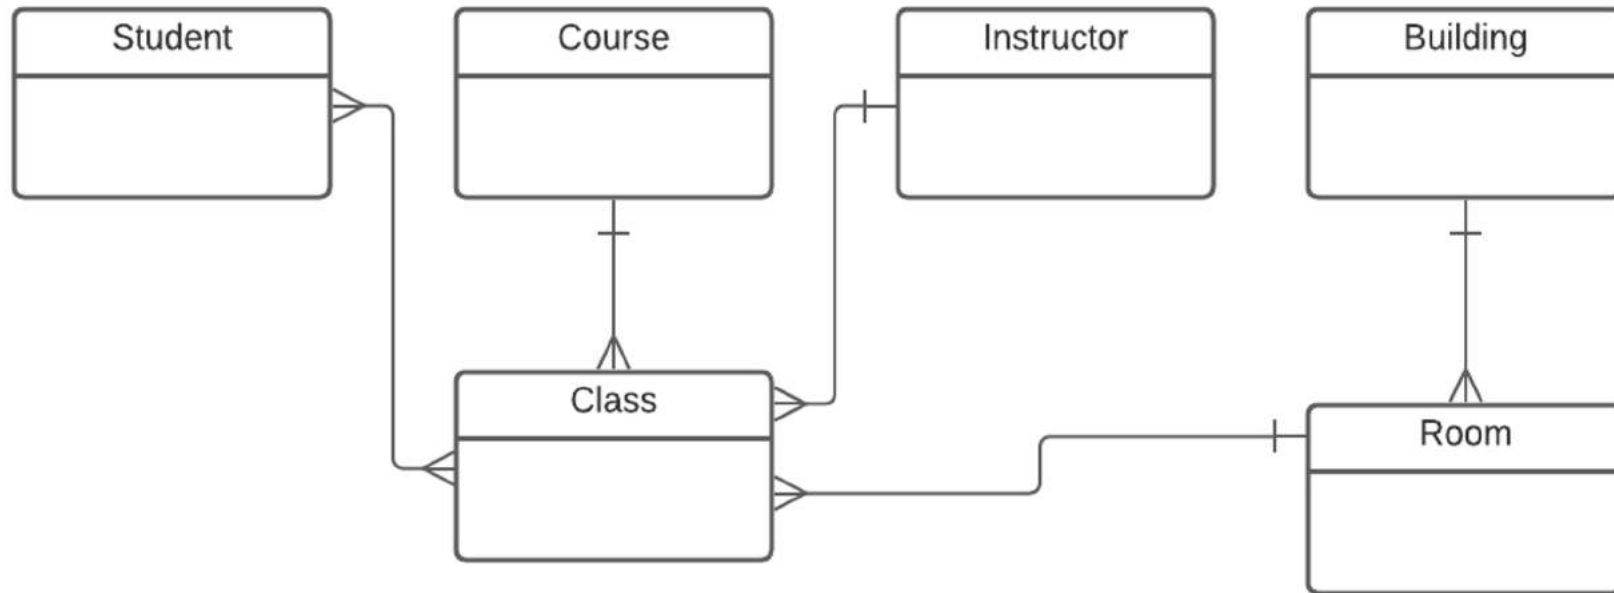 Student
Course
Instructor
Building
Class
Room